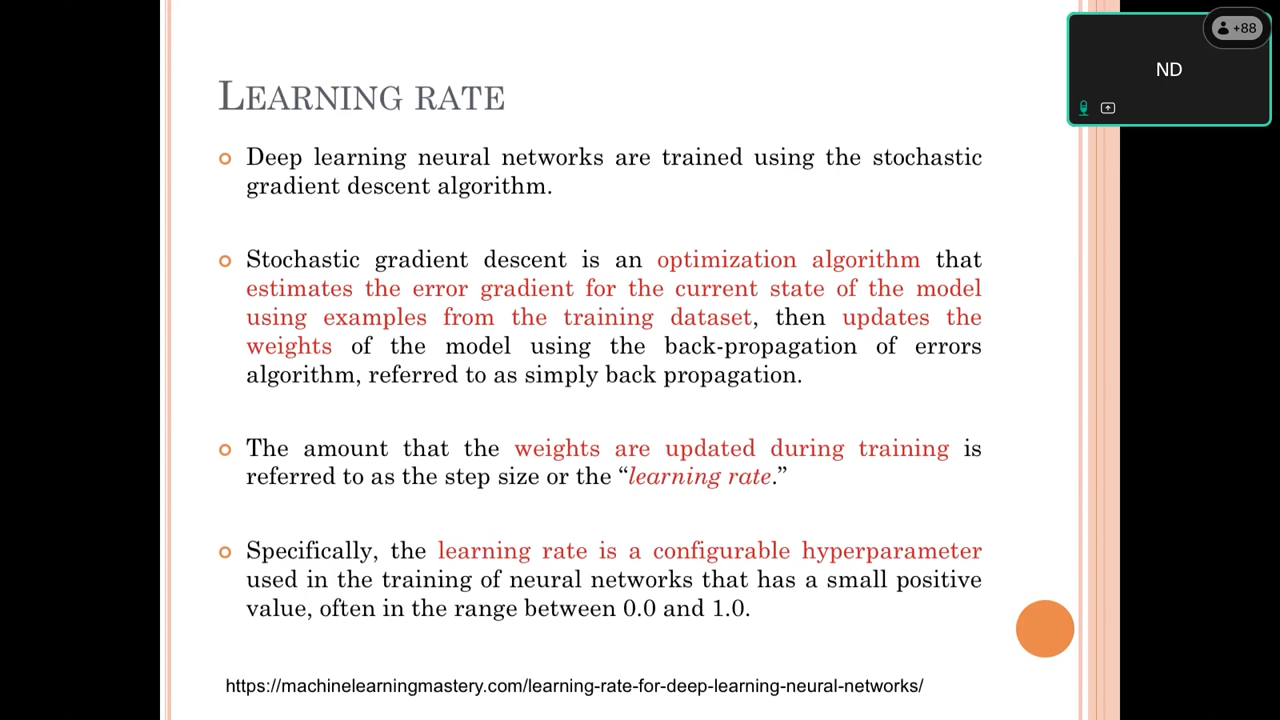 LEARNING RATE
Deep learning neural networks are trained using the stochastic
gradient descent algorithm.
Stochastic gradient descent is an optimization algorithm that
estimates the error gradient for the current state of the model
using examples from the training dataset, then updates the
weights of the model using the back-propagation of errors
algorithm, referred to as simply back propagation.
The amount that the weights are updated during training is
referred to as the step size or the “learning rate.”
Specifically, the learning rate is a configurable hyperparameter
used in the training of neural networks that has a small positive
value, often in the range between 0.0 and 1.0.
https://machinelearningmastery.com/learning-rate-for-deep-learning-neural-networks/
+88
ND